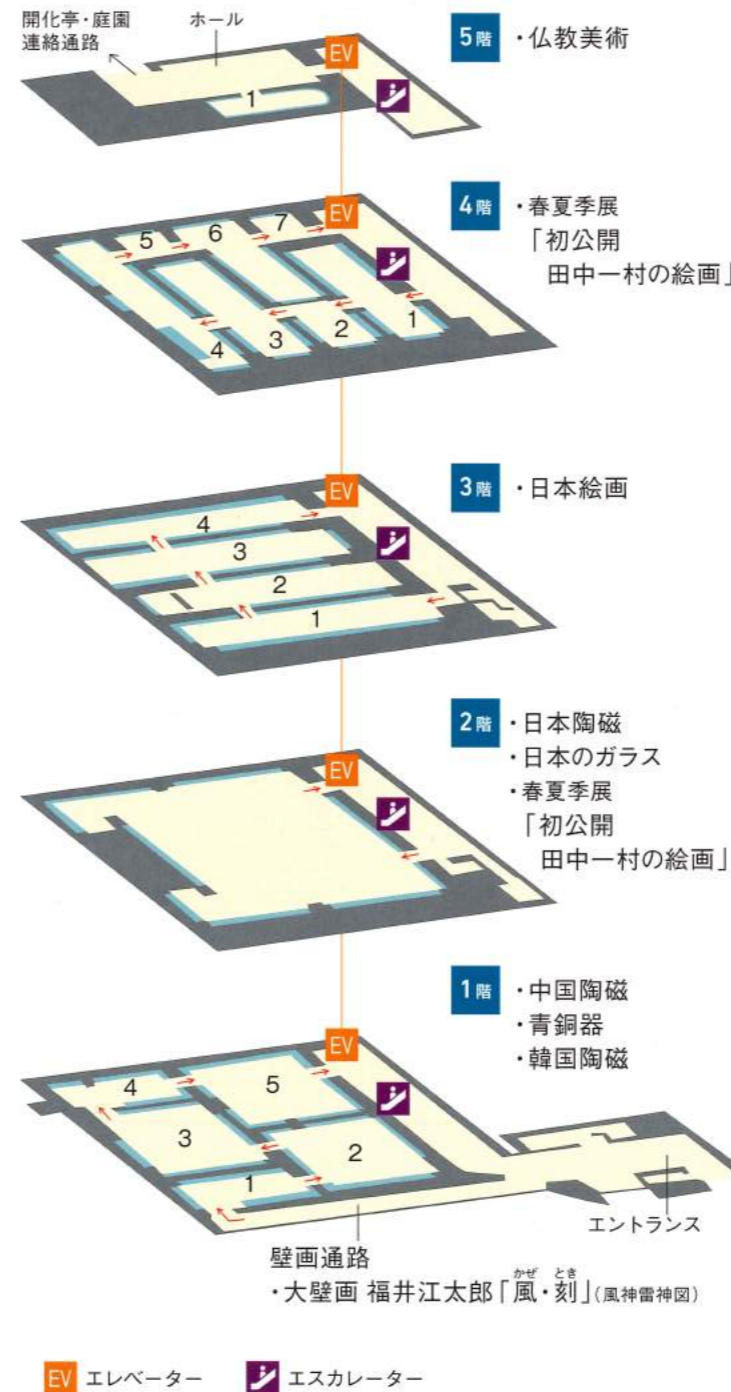 開化亭・庭園
連絡通路
ホール
EV
1
5階
・仏教美術
EV
5
6
7
4
3
2
1
4階
・春夏季展
「初公開
田中一村の絵画」
EV
4
3
2
1
3階
・日本絵画
EV
2階
・日本陶磁
・日本のガラス
・春夏季展
「初公開
田中一村の絵画」
EV
4
5
3
2
1
1階
・中国陶磁
・青銅器
・韓国陶磁
エントランス
壁画通路
かぜ とき
・大壁画 福井江太郎「風・刻」(風神雷神図)
EV エレベーター エスカレーター